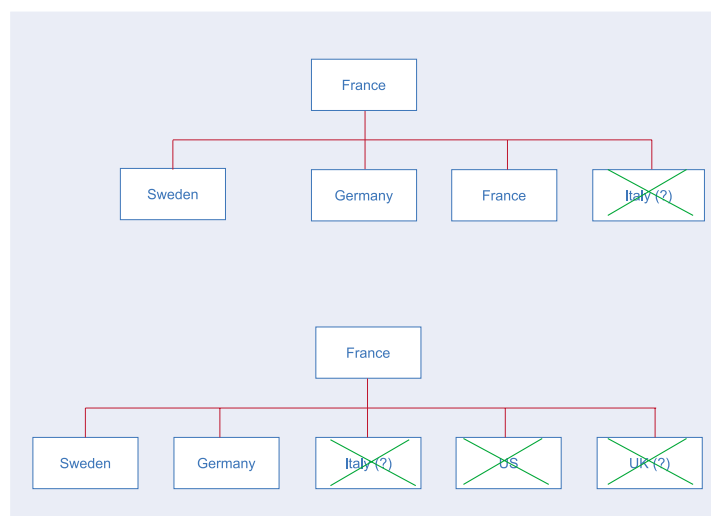 France
Sweden
Germany
France
Italy (?)
France
Sweden
Germany
Italy (?)
US
UK (?)